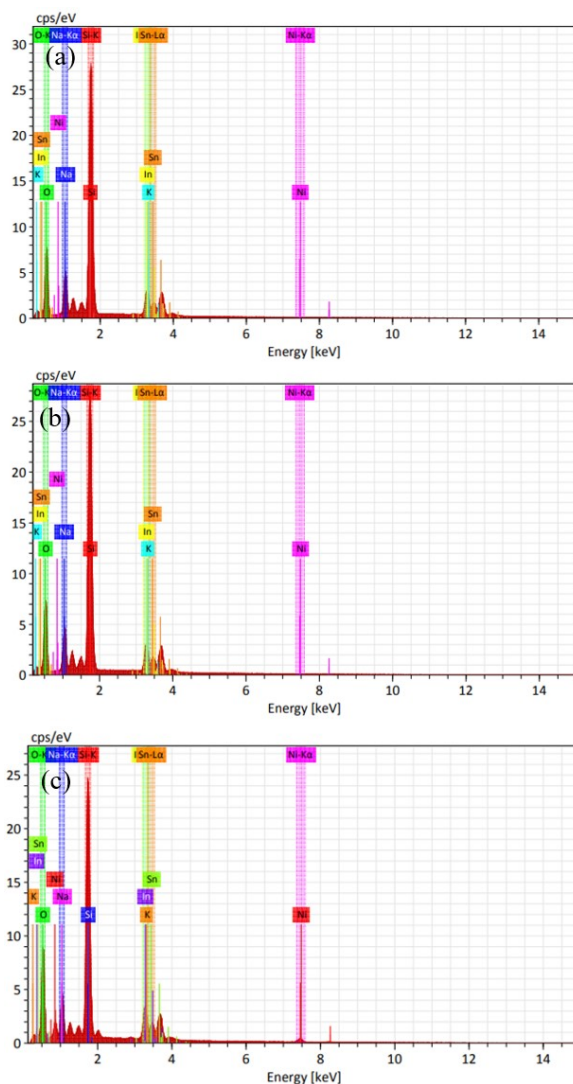 cps/eV
30 O-K Na-Kα Si-K I Sn-Lα Ni-Kα
(a)
25
20 Ni
Sn Sn
In In
15 K Na K
O Si Ni
10
5
0
2 4 6 8 10 12 14
Energy [keV]
cps/eV
O-K Na-Kα Si-K I Sn-Lα Ni-Kα
(b)
25
20
Ni
Sn Sn
15 In In
K Na K
O Si Ni
10
5
0
2 4 6 8 10 12 14
Energy [keV]
cps/eV
O-K Na-Kα Si-K I Sn-Lα Ni-Kα
25 (c)
20
Sn
In
15 Ni Sn
K Na In
O Si K Ni
10
5
0
2 4 6 8 10 12 14
Energy [keV]